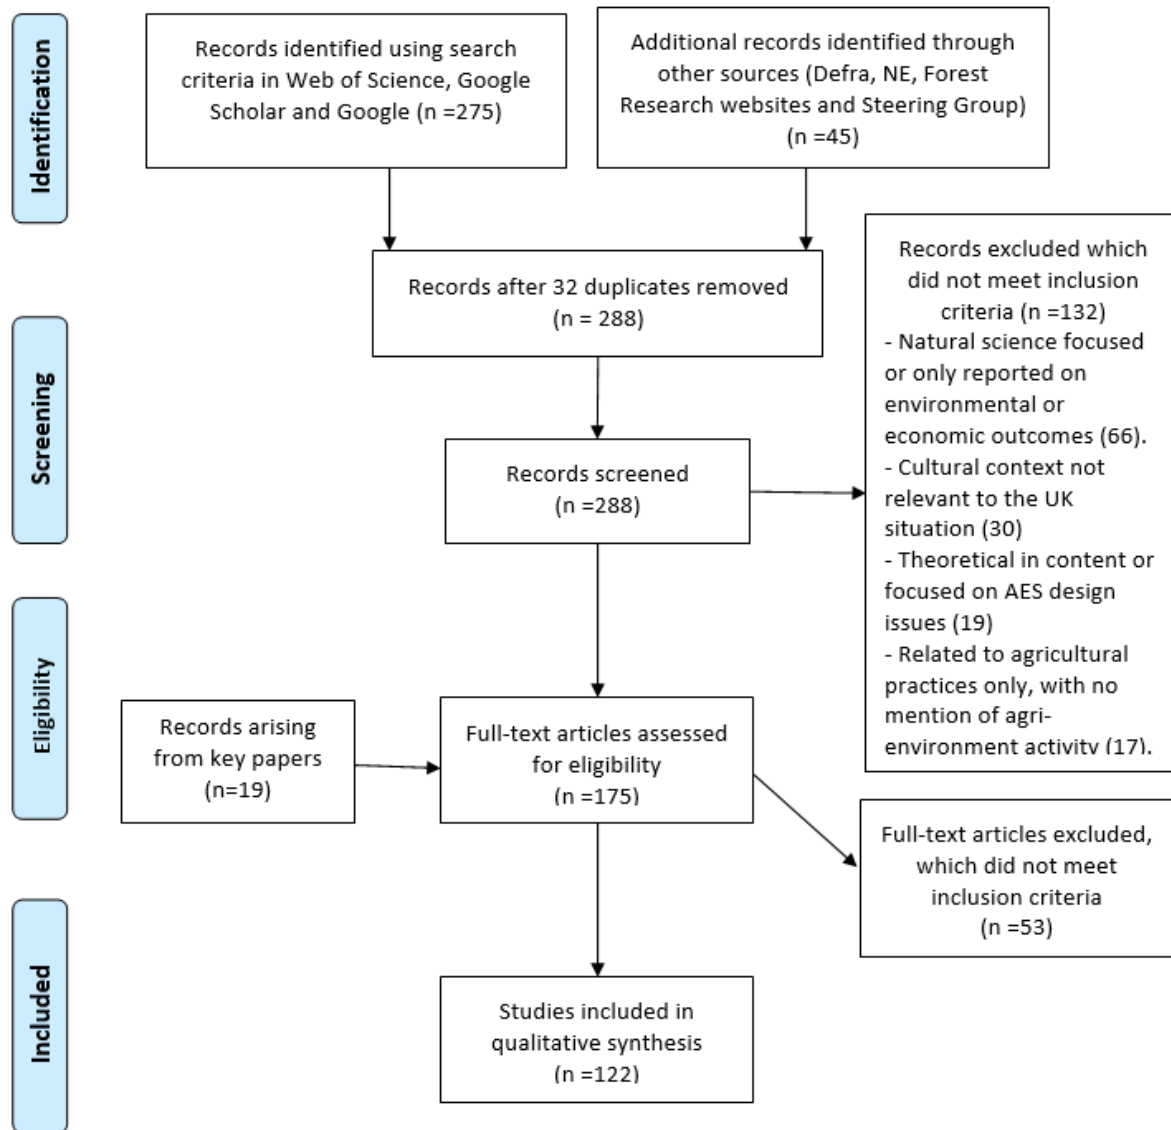 Identification
Records identified using search
criteria in Web of Science, Google
Scholar and Google (n =275)
Additional records identified through
other sources (Defra, NE, Forest
Research websites and Steering Group)
(n =45)
Records after 32 duplicates removed
(n = 288)
Screening
Records screened
(n =288)
Records excluded which
did not meet inclusion
criteria (n =132)
- Natural science focused
or only reported on
environmental or
economic outcomes (66).
- Cultural context not
relevant to the UK
situation (30)
- Theoretical in content or
focused on AES design
issues (19)
- Related to agricultural
practices only, with no
mention of agri-
environment activity (17).
Eligibility
Records arising
from key papers
(n=19)
Full-text articles assessed
for eligibility
(n =175)
Full-text articles excluded,
which did not meet
inclusion criteria
(n =53)
Included
Studies included in
qualitative synthesis
(n =122)